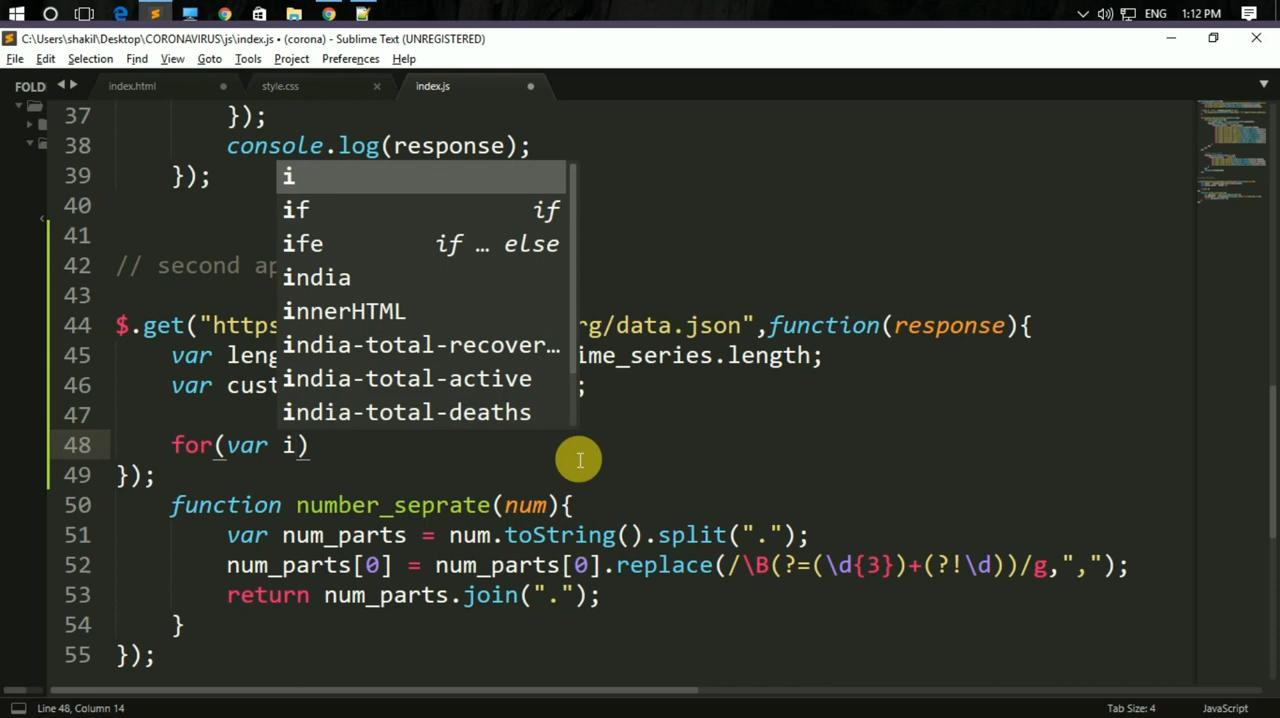 ENG 1:12 PM
C:\Users\shakil\Desktop\CORONAVIRUS\js\index.js • (corona) - Sublime Text (UNREGISTERED)
File Edit Selection Find View Goto Tools Project Preferences Help
FOLD index.html style.css index.js
37 });
38 console.log(response);
39 });
40
41
42 // second ap
43
44 $.get("https rg/data.json",function(response){
45 var leng ime_series.length;
46 var cust ;
47
48 for(var i)
49 });
50 function number_seprate(num){
51 var num_parts = num.toString().split(".");
52 num_parts[0] = num_parts[0].replace(/\B(?=(\d{3})+(?!\d))/g,",");
53 return num_parts.join(".");
54 }
55 });
i
if if
ife if … else
india
innerHTML
india-total-recover…
india-total-active
india-total-deaths
Line 48, Column 14 Tab Size: 4 JavaScript